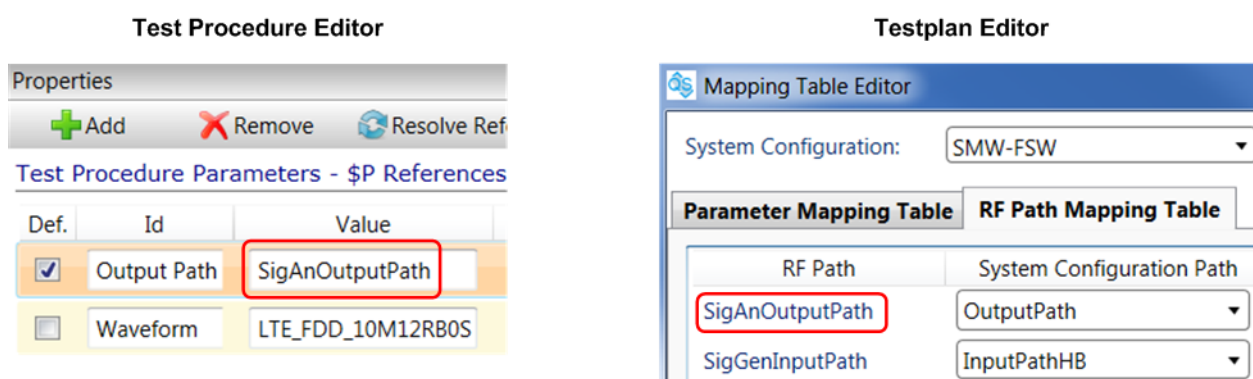 Test Procedure Editor
Properties
Add Remove Resolve Ref
Test Procedure Parameters - $P References
Def. Id Value
Output Path SigAnOutputPath
Waveform LTE_FDD_10M12RB0S
Testplan Editor
QS Mapping Table Editor
System Configuration: SMW-FSW
Parameter Mapping Table RF Path Mapping Table
RF Path System Configuration Path
SigAnOutputPath OutputPath
SigGenInputPath InputPathHB